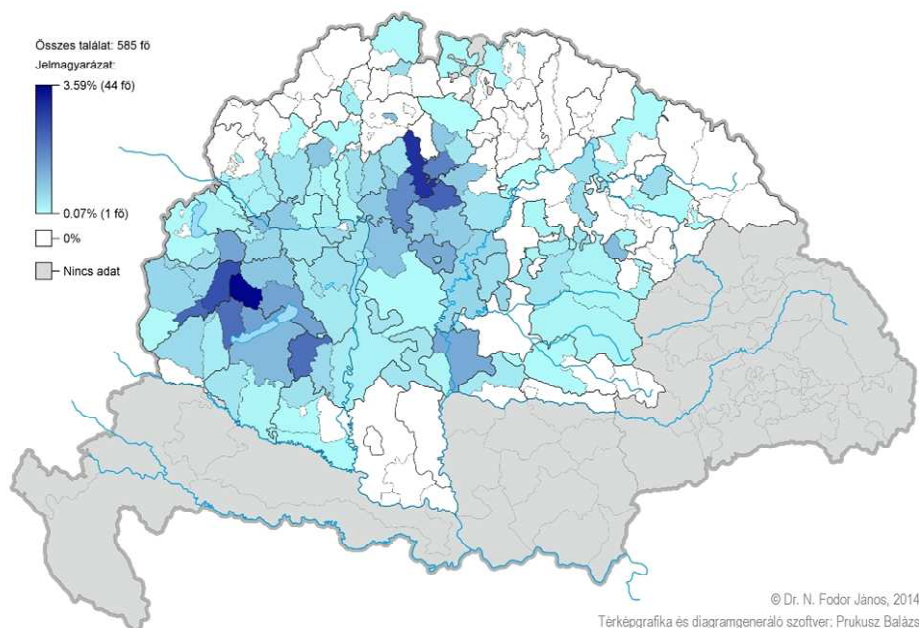 Összes találat: 585 fő
Jelmagyarázat:
3.59% (44 fő)
0.07% (1 fő)
0%
Nincs adat
© Dr. N. Fodor János, 2014
Térképgrafika és diagramgeneráló szoftver: Prukusz Balázs